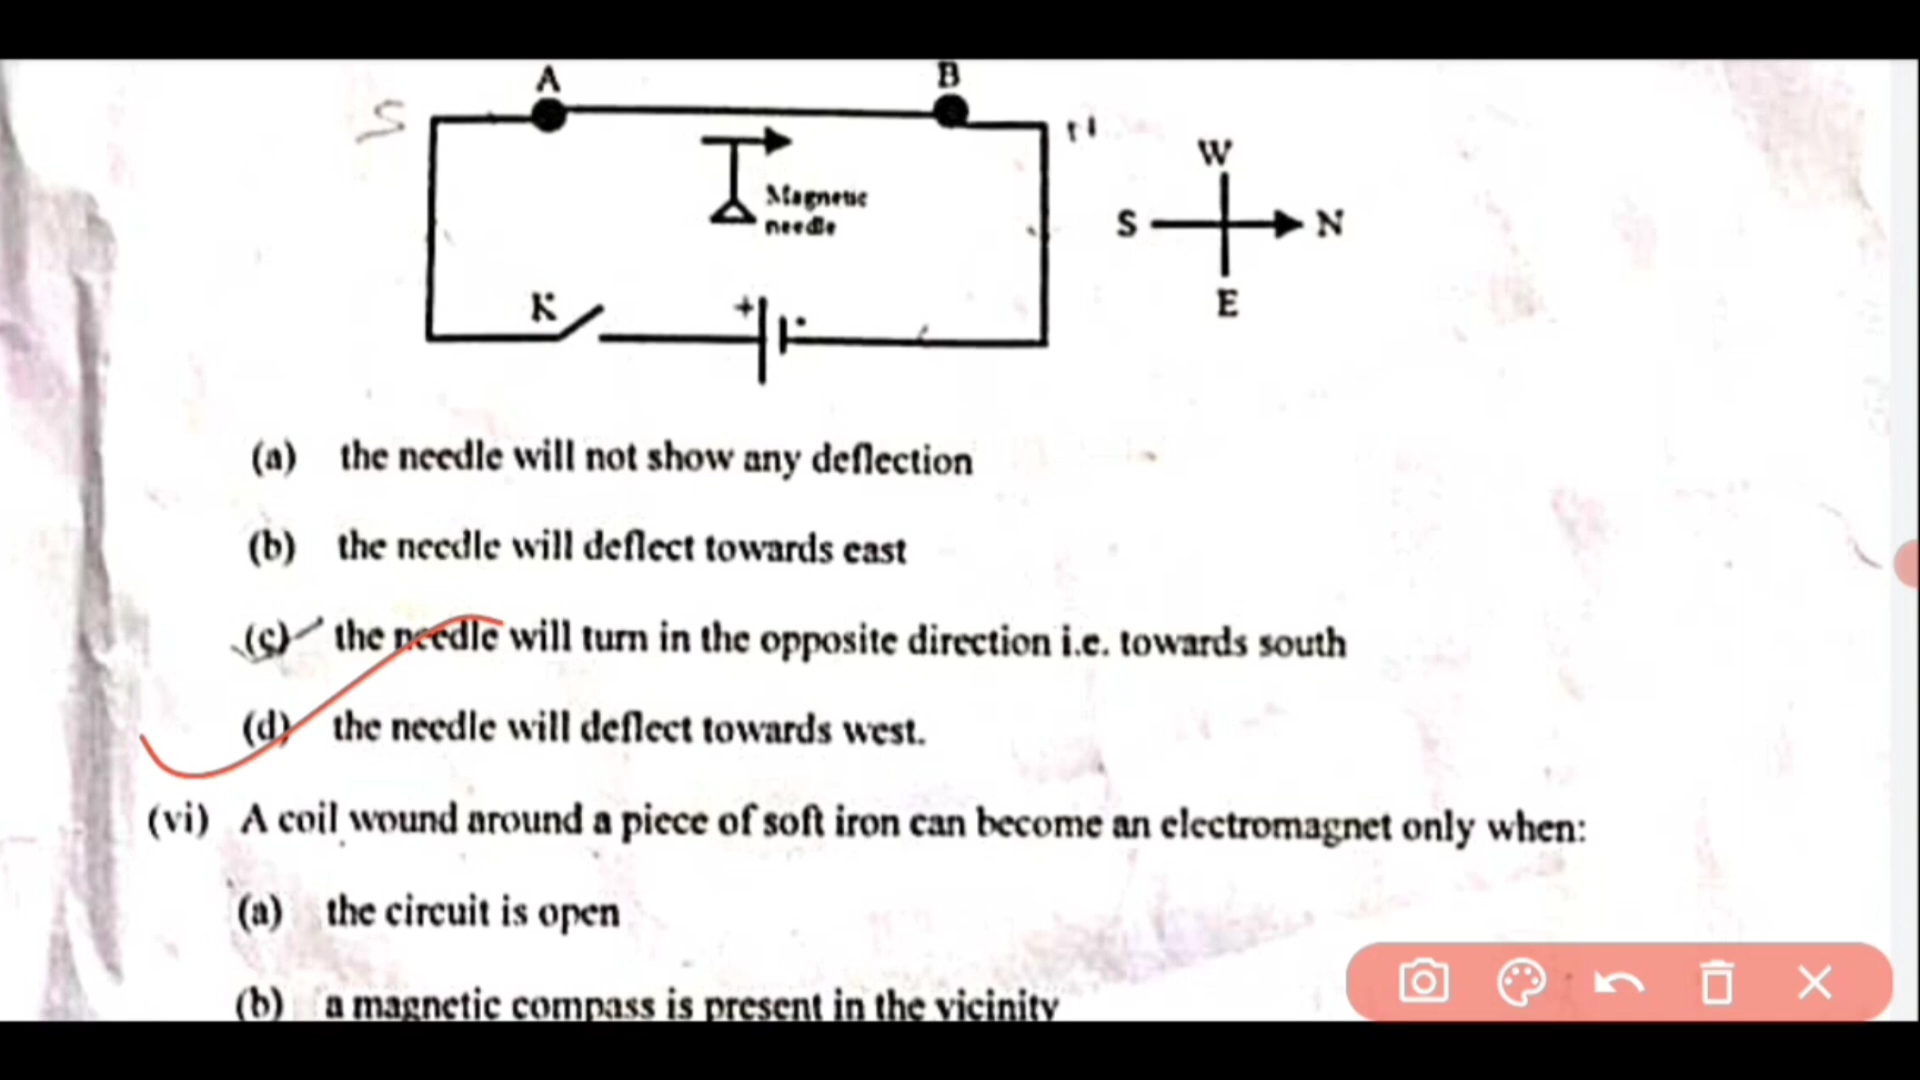 A B
S
W
Magnetic
needle
S N
K + -
E
(a) the needle will not show any deflection
(b) the needle will deflect towards east
(c) the needle will turn in the opposite direction i.e. towards south
(d) the needle will deflect towards west.
(vi) A coil wound around a piece of soft iron can become an electromagnet only when:
(a) the circuit is open
(b) a magnetic compass is present in the vicinity